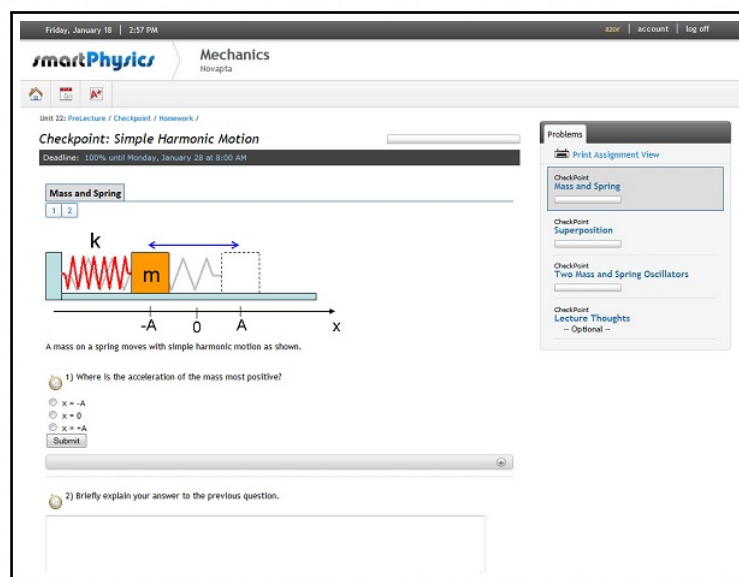 Friday, January 18 | 2:57 PM
azor | account | log off
smartPhysics
Mechanics
Novapta
Unit 22: PreLecture / Checkpoint / Homework /
Checkpoint: Simple Harmonic Motion
Deadline: 100% until Monday, January 28 at 8:00 AM
Mass and Spring
1 2
k
m
-A 0 A x
A mass on a spring moves with simple harmonic motion as shown.
1) Where is the acceleration of the mass most positive?
x = -A
x = 0
x = +A
Submit
2) Briefly explain your answer to the previous question.
Problems
Print Assignment View
CheckPoint
Mass and Spring
CheckPoint
Superposition
CheckPoint
Two Mass and Spring Oscillators
CheckPoint
Lecture Thoughts
-- Optional --